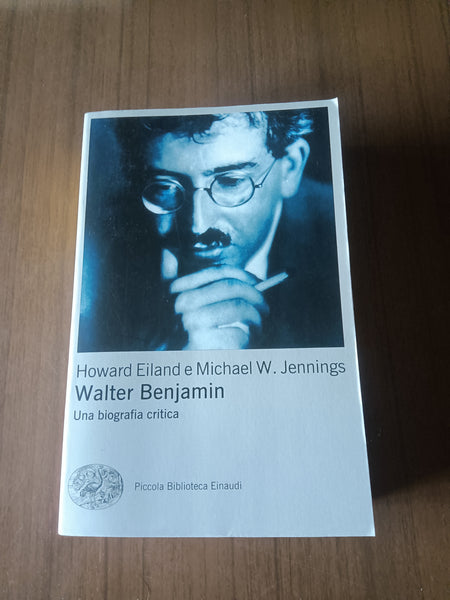 Howard Eiland e Michael W. Jennings
Walter Benjamin
Una biografia critica
Piccola Biblioteca Einaudi